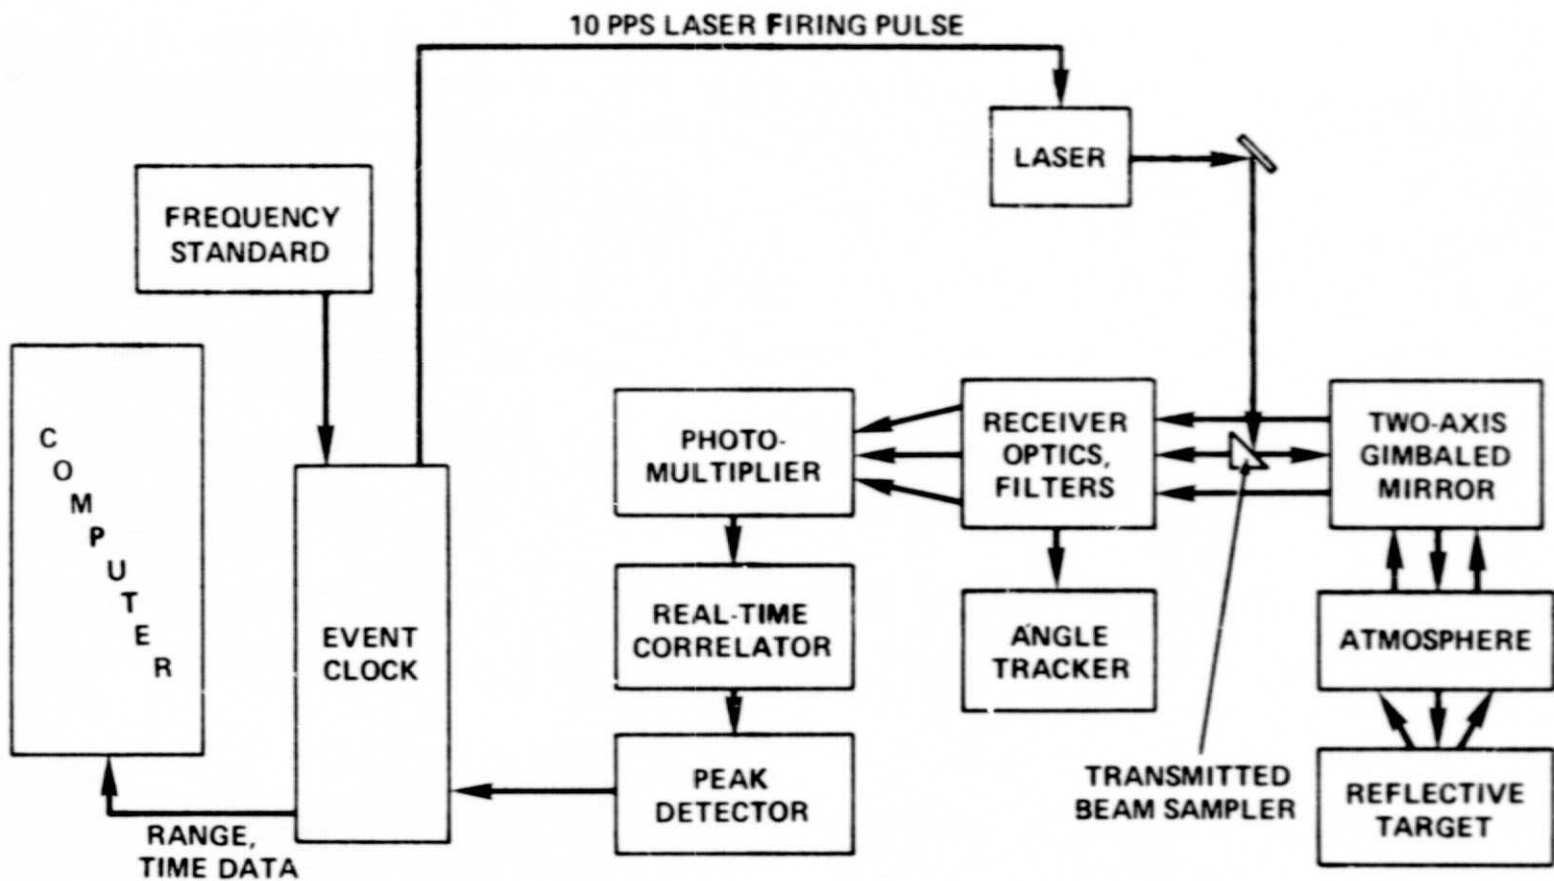 10 PPS LASER FIRING PULSE
LASER
FREQUENCY
STANDARD
COMPUTER
EVENT
CLOCK
RANGE,
TIME DATA
PHOTO-
MULTIPLIER
REAL-TIME
CORRELATOR
PEAK
DETECTOR
RECEIVER
OPTICS,
FILTERS
ANGLE
TRACKER
TRANSMITTED
BEAM SAMPLER
TWO-AXIS
GIMBALED
MIRROR
ATMOSPHERE
REFLECTIVE
TARGET